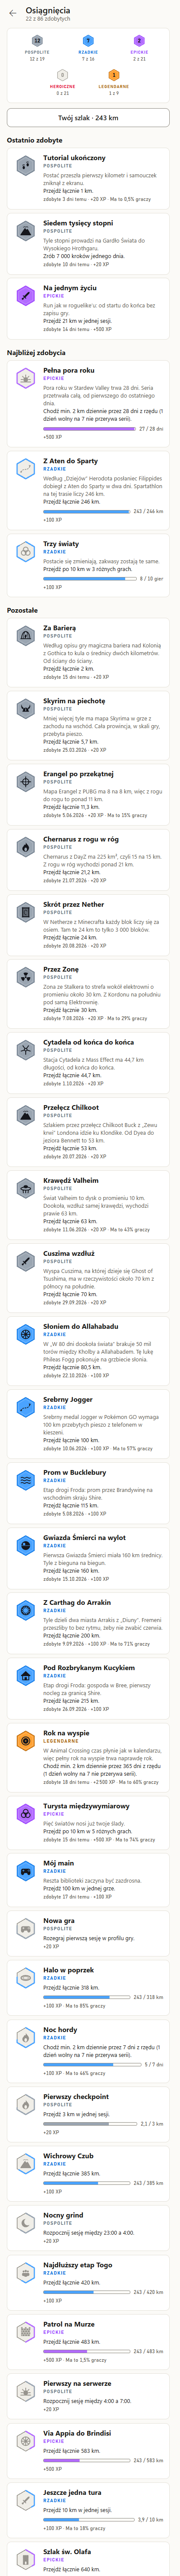 Osiągnięcia
22 z 86 zdobytych
12
POSPOLITE
12 z 19
7
RZADKIE
7 z 16
2
EPICKIE
2 z 21
0
HEROICZNE
0 z 21
1
LEGENDARNE
1 z 9
Twój szlak · 243 km
Ostatnio zdobyte
Tutorial ukończony
POSPOLITE
Postać przeszła pierwszy kilometr i samouczek
zniknął z ekranu.
Przejdź łącznie 1 km.
zdobyte 3 dni temu · +20 XP · Ma to 0,5% graczy
Siedem tysięcy stopni
POSPOLITE
Tyle stopni prowadzi na Gardło Świata do
Wysokiego Hrothgaru.
Zrób 7 000 kroków jednego dnia.
zdobyte 10 dni temu · +20 XP
Na jednym życiu
EPICKIE
Run jak w roguelike'u: od startu do końca bez
zapisu gry.
Przejdź 21 km w jednej sesji.
zdobyte 14 dni temu · +500 XP
Najbliżej zdobycia
Pełna pora roku
EPICKIE
Pora roku w Stardew Valley trwa 28 dni. Seria
przetrwała całą, od pierwszego do ostatniego
dnia.
Chodź min. 2 km dziennie przez 28 dni z rzędu (1
dzień wolny na 7 nie przerywa serii).
27 / 28 dni
+500 XP
Z Aten do Sparty
RZADKIE
Według „Dziejów" Herodota posłaniec Filippides
dobiegł z Aten do Sparty w dwa dni. Spartathlon
na tej trasie liczy 246 km.
Przejdź łącznie 246 km.
243 / 246 km
+100 XP
Trzy światy
RZADKIE
Postacie się zmieniają, zakwasy zostają te same.
Przejdź po 10 km w 3 różnych grach.
8 / 10 gier
+100 XP
Pozostałe
Za Barierą
POSPOLITE
Według opisu gry magiczna bariera nad Kolonią
z Gothica to kula o średnicy dwóch kilometrów.
Od ściany do ściany.
Przejdź łącznie 2 km.
zdobyte 15 dni temu · +20 XP
Skyrim na piechotę
POSPOLITE
Mniej więcej tyle ma mapa Skyrima w grze z
zachodu na wschód. Cała prowincja, w skali gry,
przebyta pieszo.
Przejdź łącznie 5,7 km.
zdobyte 25.03.2026 · +20 XP
Erangel po przekątnej
POSPOLITE
Mapa Erangel z PUBG ma 8 na 8 km, więc z rogu
do rogu to ponad 11 km.
Przejdź łącznie 11,3 km.
zdobyte 5.06.2026 · +20 XP · Ma to 15% graczy
Chernarus z rogu w róg
POSPOLITE
Chernarus z DayZ ma 225 km², czyli 15 na 15 km.
Z rogu w róg wychodzi ponad 21 km.
Przejdź łącznie 21,2 km.
zdobyte 21.07.2026 · +20 XP
Skrót przez Nether
POSPOLITE
W Netherze z Minecrafta każdy blok liczy się za
osiem. Tam te 24 km to tylko 3 000 bloków.
Przejdź łącznie 24 km.
zdobyte 20.08.2026 · +20 XP
Przez Zonę
POSPOLITE
Zona ze Stalkera to strefa wokół elektrowni o
promieniu około 30 km. Z Kordonu na południu
pod samą Elektrownię.
Przejdź łącznie 30 km.
zdobyte 7.08.2026 · +20 XP · Ma to 29% graczy
Cytadela od końca do końca
POSPOLITE
Stacja Cytadela z Mass Effect ma 44,7 km
długości, od końca do końca.
Przejdź łącznie 44,7 km.
zdobyte 1.10.2026 · +20 XP
Przełęcz Chilkoot
POSPOLITE
Szlakiem przez przełęcz Chilkoot Buck z „Zewu
krwi" Londona idzie ku Klondike. Od Dyea do
jeziora Bennett to 53 km.
Przejdź łącznie 53 km.
zdobyte 20.07.2026 · +20 XP
Krawędź Valheim
POSPOLITE
Świat Valheim to dysk o promieniu 10 km.
Dookoła, wzdłuż samej krawędzi, wychodzi
prawie 63 km.
Przejdź łącznie 63 km.
zdobyte 11.06.2026 · +20 XP · Ma to 43% graczy
Cuszima wzdłuż
POSPOLITE
Wyspa Cuszima, na której dzieje się Ghost of
Tsushima, ma w rzeczywistości około 70 km z
północy na południe.
Przejdź łącznie 70 km.
zdobyte 29.09.2026 · +20 XP
Słoniem do Allahabadu
RZADKIE
W „W 80 dni dookoła świata" brakuje 50 mil
torów między Kholby a Allahabadem. Tę lukę
Phileas Fogg pokonuje na grzbiecie słonia.
Przejdź łącznie 80,5 km.
zdobyte 22.10.2026 · +100 XP
Srebrny Jogger
RZADKIE
Srebrny medal Jogger w Pokémon GO wymaga
100 km przebytych pieszo z telefonem w
kieszeni.
Przejdź łącznie 100 km.
zdobyte 10.06.2026 · +100 XP · Ma to 57% graczy
Prom w Bucklebury
RZADKIE
Etap drogi Froda: prom przez Brandywinę na
wschodnim skraju Shire.
Przejdź łącznie 115 km.
zdobyte 5.08.2026 · +100 XP
Gwiazda Śmierci na wylot
RZADKIE
Pierwsza Gwiazda Śmierci miała 160 km średnicy.
Tyle z bieguna na biegun.
Przejdź łącznie 160 km.
zdobyte 15.10.2026 · +100 XP
Z Carthag do Arrakin
RZADKIE
Tyle dzieli dwa miasta Arrakis z „Diuny". Fremeni
przeszliby to bez rytmu, żeby nie zwabić czerwia.
Przejdź łącznie 200 km.
zdobyte 9.09.2026 · +100 XP · Ma to 71% graczy
Pod Rozbrykanym Kucykiem
RZADKIE
Etap drogi Froda: gospoda w Bree, pierwszy
nocleg za granicą Shire.
Przejdź łącznie 215 km.
zdobyte 26.09.2026 · +100 XP
Rok na wyspie
LEGENDARNE
W Animal Crossing czas płynie jak w kalendarzu,
więc pełny rok na wyspie trwa naprawdę rok.
Chodź min. 2 km dziennie przez 365 dni z rzędu
(1 dzień wolny na 7 nie przerywa serii).
zdobyte 18 dni temu · +2 500 XP · Ma to 60% graczy
Turysta międzywymiarowy
EPICKIE
Pięć światów nosi już twoje ślady.
Przejdź po 10 km w 5 różnych grach.
zdobyte 15 dni temu · +500 XP · Ma to 74% graczy
Mój main
RZADKIE
Reszta biblioteki zaczyna być zazdrosna.
Przejdź 100 km w jednej grze.
zdobyte 17 dni temu · +100 XP
Nowa gra
POSPOLITE
Rozegraj pierwszą sesję w profilu gry.
+20 XP
Halo w poprzek
RZADKIE
Przejdź łącznie 318 km.
243 / 318 km
+100 XP · Ma to 85% graczy
Noc hordy
RZADKIE
Chodź min. 2 km dziennie przez 7 dni z rzędu (1
dzień wolny na 7 nie przerywa serii).
5 / 7 dni
+100 XP · Ma to 46% graczy
Pierwszy checkpoint
POSPOLITE
Przejdź 3 km w jednej sesji.
2,1 / 3 km
+20 XP
Wichrowy Czub
RZADKIE
Przejdź łącznie 385 km.
243 / 385 km
+100 XP
Nocny grind
POSPOLITE
Rozpocznij sesję między 23:00 a 4:00.
+20 XP
Najdłuższy etap Togo
RZADKIE
Przejdź łącznie 420 km.
243 / 420 km
+100 XP
Patrol na Murze
EPICKIE
Przejdź łącznie 483 km.
243 / 483 km
+500 XP · Ma to 1,5% graczy
Pierwszy na serwerze
POSPOLITE
Rozpocznij sesję między 4:00 a 7:00.
+20 XP
Via Appia do Brindisi
EPICKIE
Przejdź łącznie 583 km.
243 / 583 km
+500 XP
Jeszcze jedna tura
RZADKIE
Przejdź 10 km w jednej sesji.
3,9 / 10 km
+100 XP · Ma to 18% graczy
Szlak św. Olafa
EPICKIE
Przejdź łącznie 640 km.